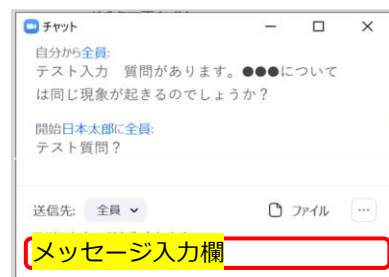 チャット
自分から全員:
テスト入力 質問があります。●●●について
は同じ現象が起きるのでしょうか？
開始日本太郎に全員:
テスト質問？
送信先: 全員 ファイル ...
メッセージ入力欄